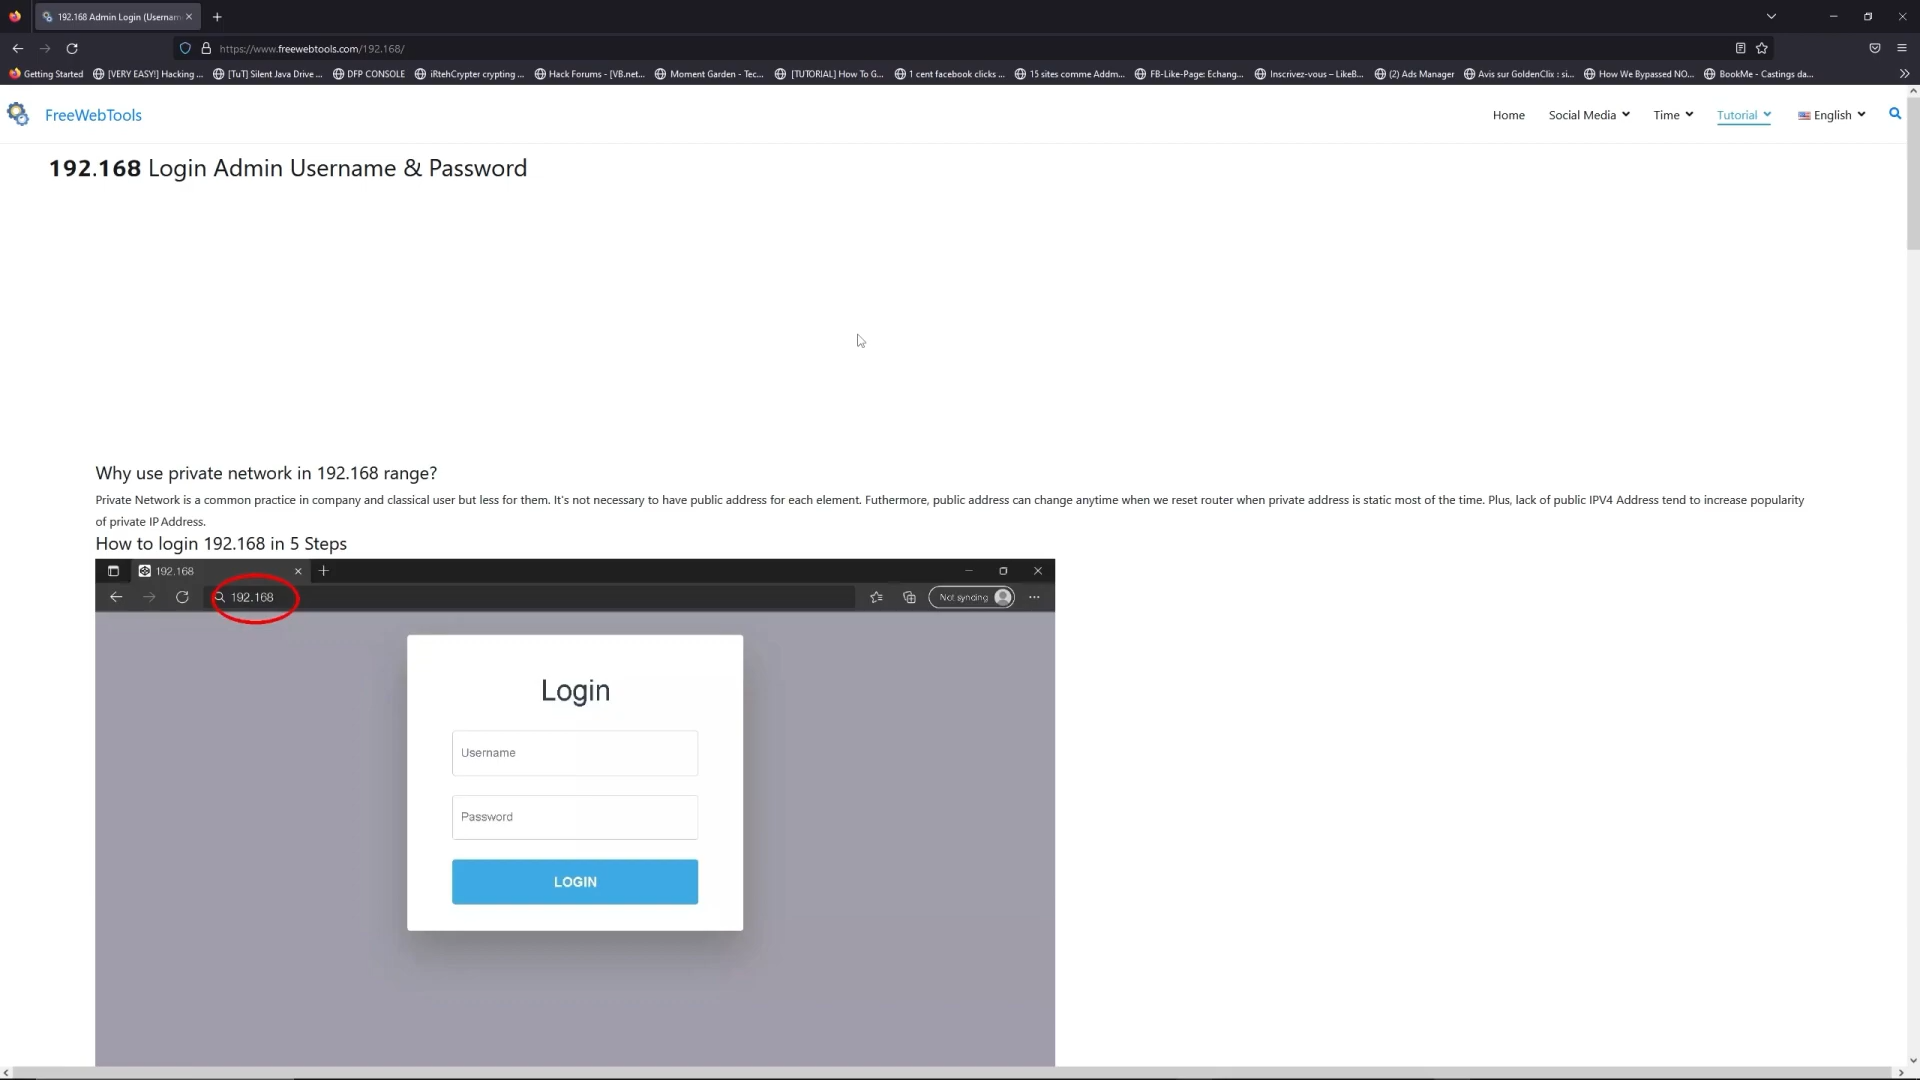 192.168 Admin Login (Usernam
https://www.freewebtools.com/192.168/
Getting Started
[VERY EASY!] Hacking ...
[TuT] Silent Java Drive ...
DFP CONSOLE
iRtehCrypter crypting ...
Hack Forums - [VB.net...
Moment Garden - Tec...
[TUTORIAL] How To G...
1 cent facebook clicks ...
15 sites comme Addm...
FB-Like-Page: Echang...
Inscrivez-vous – LikeB...
(2) Ads Manager
Avis sur GoldenClix : si...
How We Bypassed NO...
BookMe - Castings da...
FreeWebTools
Home
Social Media
Time
Tutorial
English
192.168 Login Admin Username & Password
Why use private network in 192.168 range?
Private Network is a common practice in company and classical user but less for them. It's not necessary to have public address for each element. Futhermore, public address can change anytime when we reset router when private address is static most of the time. Plus, lack of public IPV4 Address tend to increase popularity
of private IP Address.
How to login 192.168 in 5 Steps
192.168
192.168
Not syncing
Login
Username
Password
LOGIN